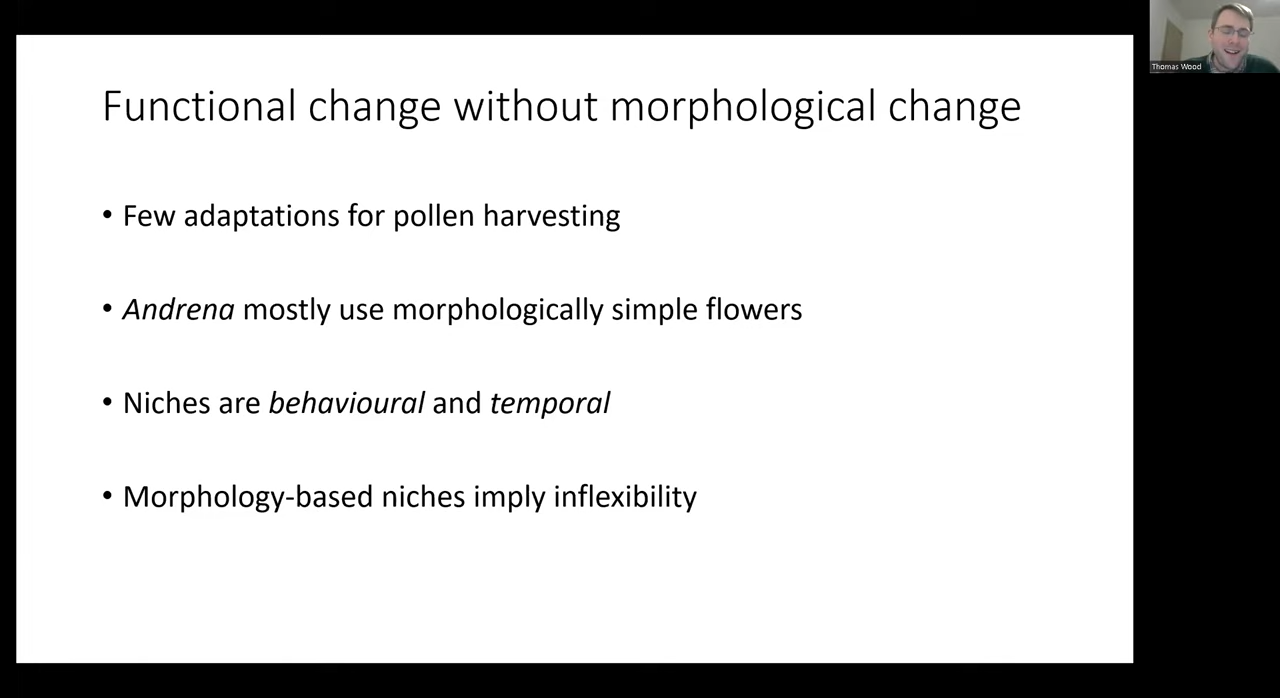 Functional change without morphological change
• Few adaptations for pollen harvesting
• Andrena mostly use morphologically simple flowers
• Niches are behavioural and temporal
• Morphology-based niches imply inflexibility
Thomas Wood